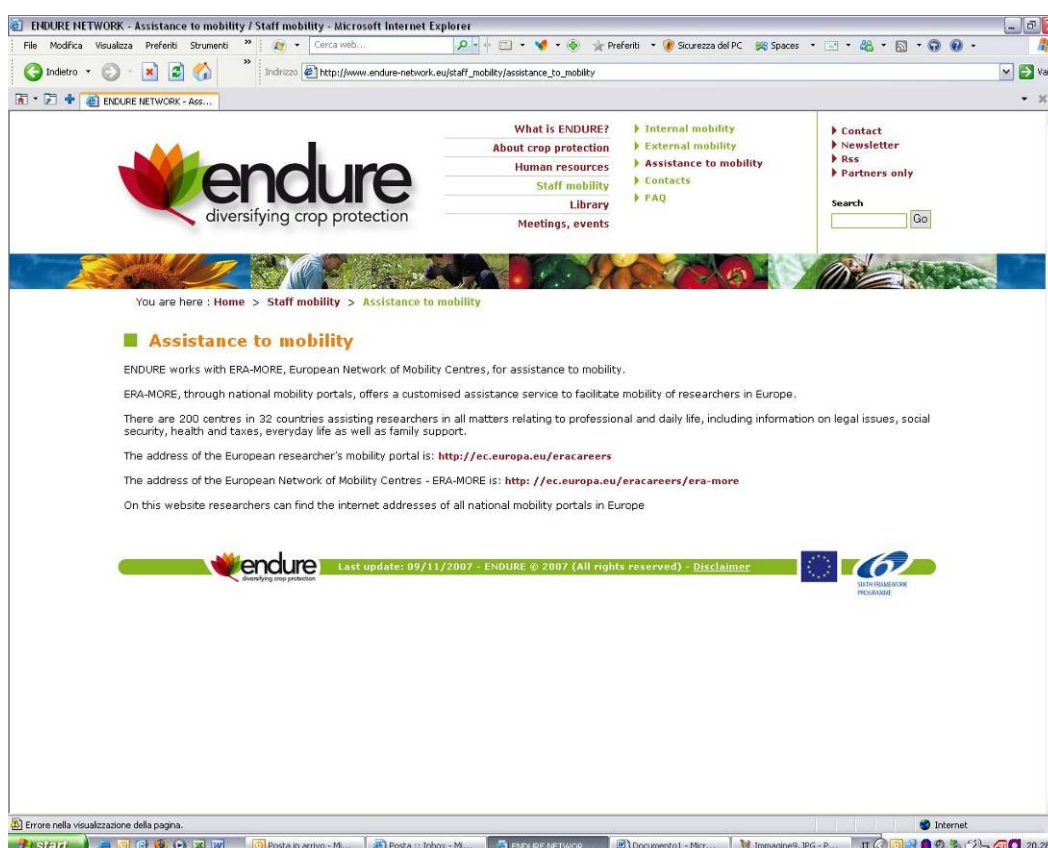 ENDURE NETWORK - Assistance to mobility / Staff mobility - Microsoft Internet Explorer
File Modifica Visualizza Preferiti Strumenti » Cerca web... Preferiti Sicurezza del PC Spaces
Indietro » Indirizzo http://www.endure-network.eu/staff_mobility/assistance_to_mobility Va
ENDURE NETWORK - Ass...
endure
diversifying crop protection
What is ENDURE?
About crop protection
Human resources
Staff mobility
Library
Meetings, events
Internal mobility
External mobility
Assistance to mobility
Contacts
FAQ
Contact
Newsletter
Rss
Partners only
Search
Go
You are here : Home > Staff mobility > Assistance to mobility
Assistance to mobility
ENDURE works with ERA-MORE, European Network of Mobility Centres, for assistance to mobility.
ERA-MORE, through national mobility portals, offers a customised assistance service to facilitate mobility of researchers in Europe.
There are 200 centres in 32 countries assisting researchers in all matters relating to professional and daily life, including information on legal issues, social
security, health and taxes, everyday life as well as family support.
The address of the European researcher's mobility portal is: http://ec.europa.eu/eracareers
The address of the European Network of Mobility Centres - ERA-MORE is: http: //ec.europa.eu/eracareers/era-more
On this website researchers can find the internet addresses of all national mobility portals in Europe
endure
diversifying crop protection
Last update: 09/11/2007 - ENDURE © 2007 (All rights reserved) - Disclaimer
SIXTH FRAMEWORK
PROGRAMME
Errore nella visualizzazione della pagina. Internet
start Posta in arrivo - Mi... Posta :: Inbox - Mi... ENDURE NETWOR... Documento1 - Micr... Immagine9.JPG - P... IT 20.28